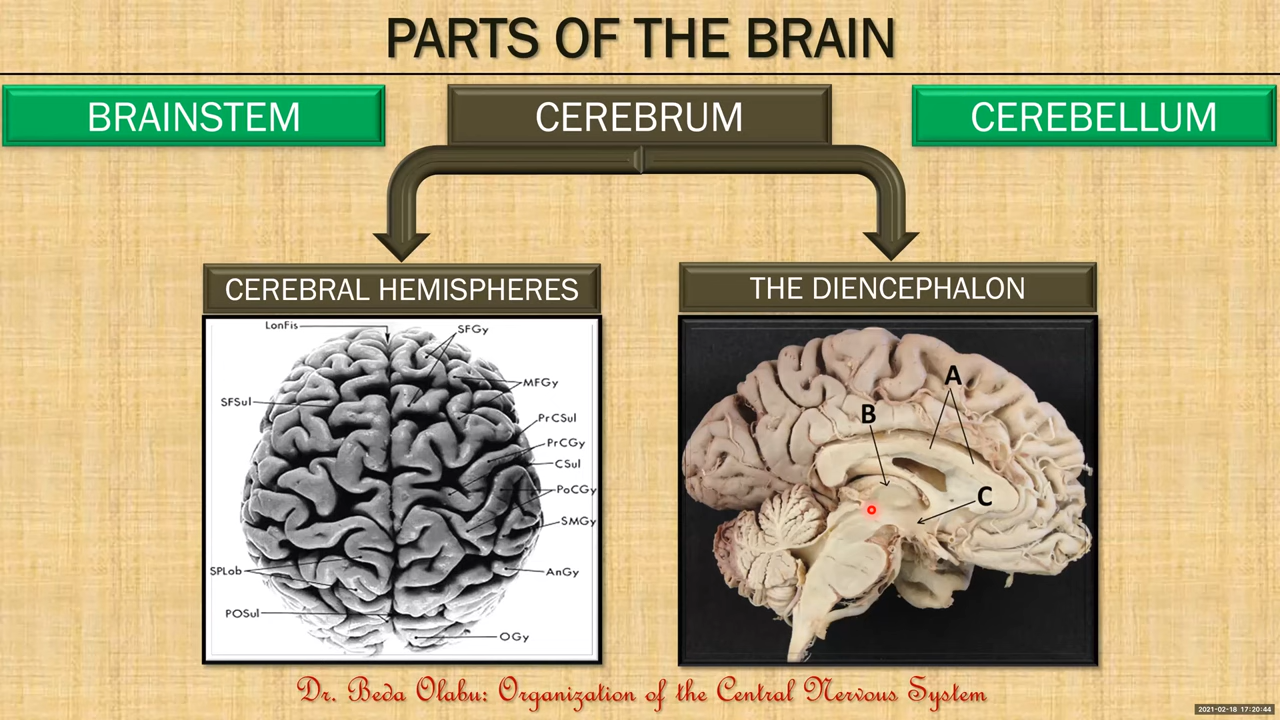 PARTS OF THE BRAIN
BRAINSTEM
CEREBRUM
CEREBELLUM
CEREBRAL HEMISPHERES
THE DIENCEPHALON
LonFis
SFGy
MFGy
SFSul
PrCSul
PrCGy
CSul
PoCGy
SMGy
SPLob
AnGy
POSul
OGy
A
B
C
Dr. Beda Olabu: Organization of the Central Nervous System
2021-02-18 17:20:44